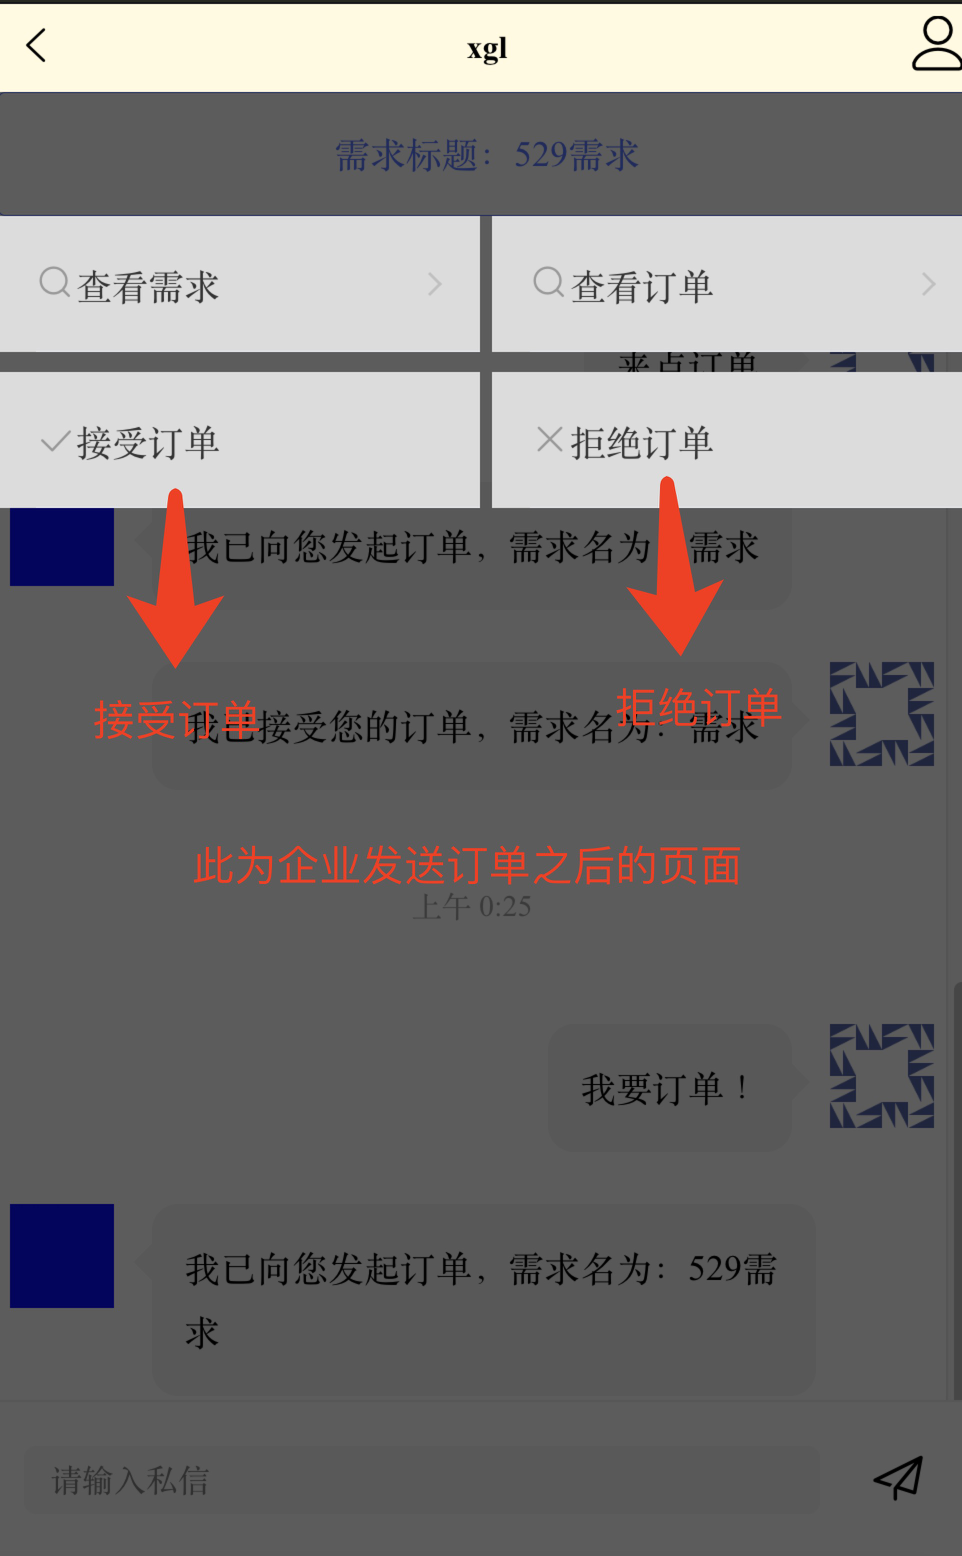 xgl
需求标题：529需求
查看需求
查看订单
来点订单
接受订单
拒绝订单
我已向您发起订单，需求名为 需求
接受订单
拒绝订单
我已接受您的订单，需求名为：需求
此为企业发送订单之后的页面
上午 0:25
我要订单！
我已向您发起订单，需求名为：529需
求
请输入私信